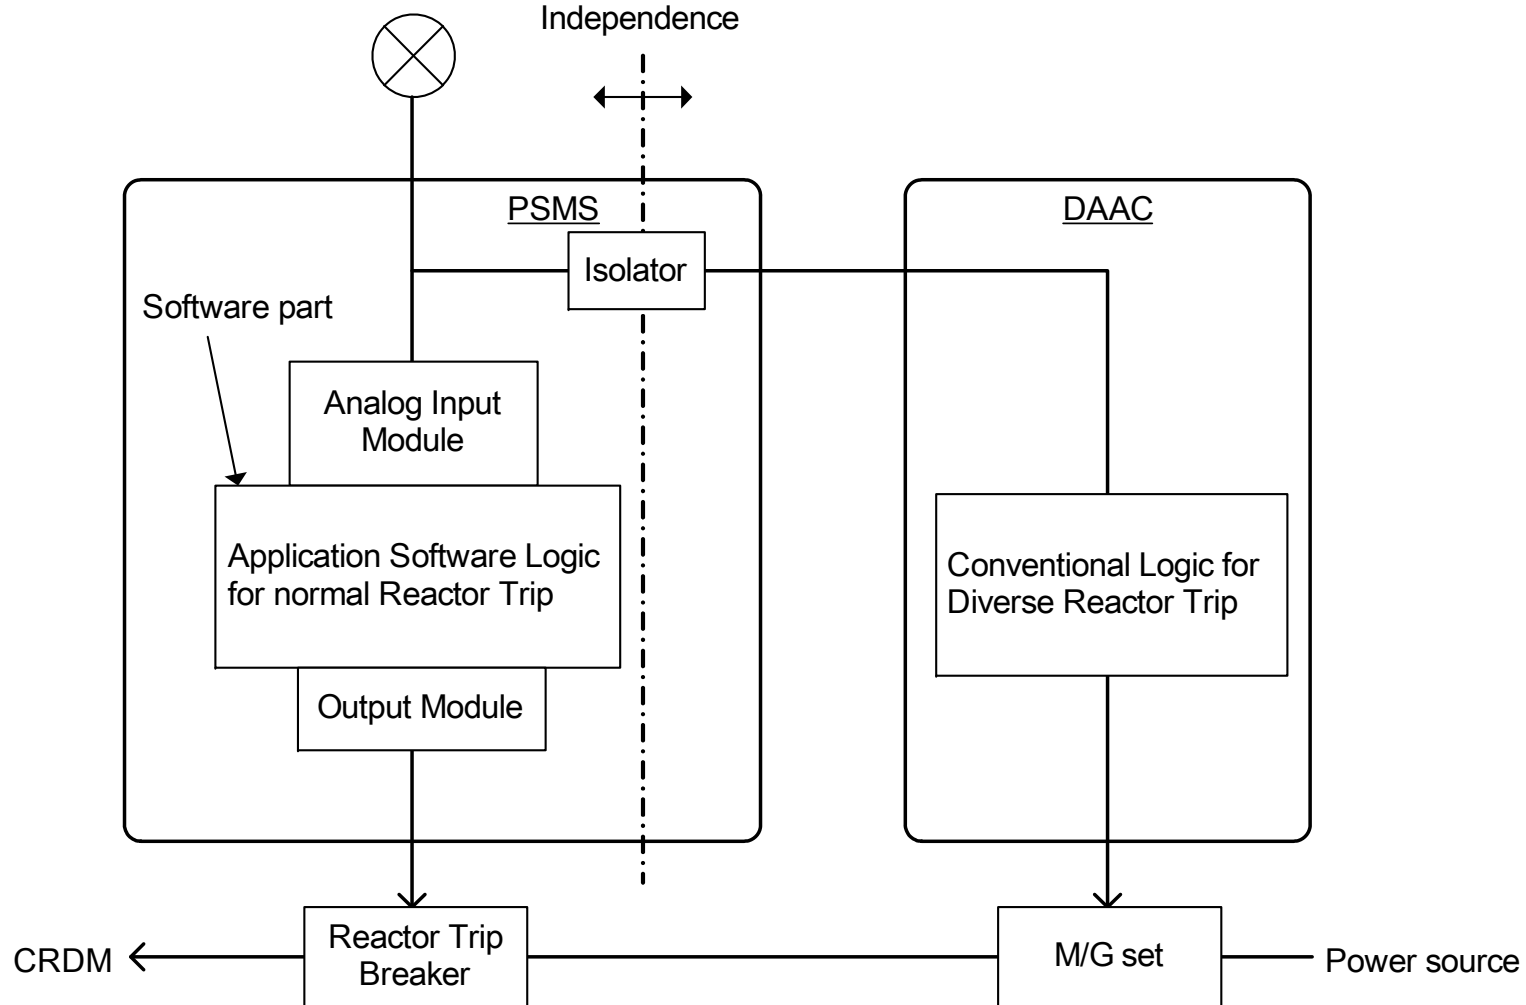 Independence
PSMS
DAAC
Isolator
Software part
Analog Input
Module
Application Software Logic
for normal Reactor Trip
Conventional Logic for
Diverse Reactor Trip
Output Module
CRDM
Reactor Trip
Breaker
M/G set
Power source